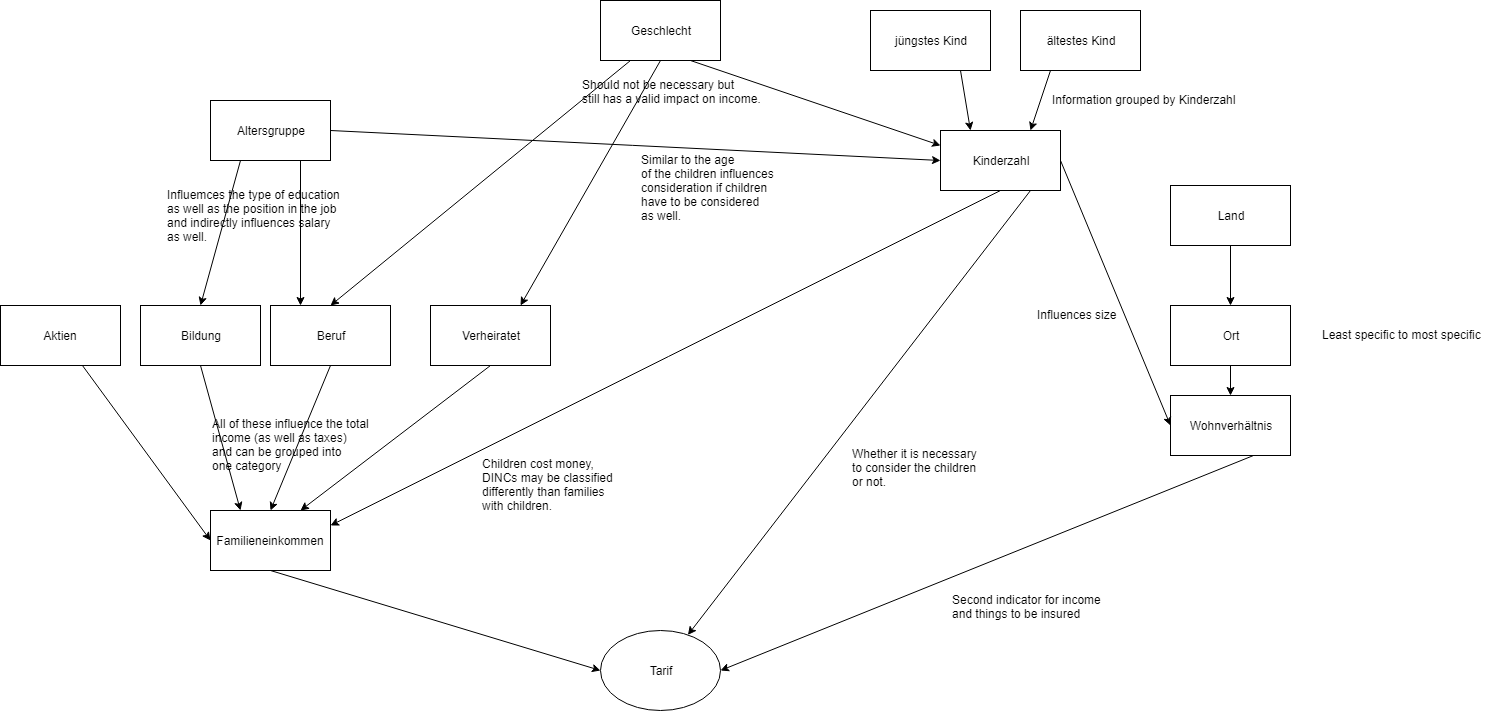 Geschlecht
jüngstes Kind
ältestes Kind
Should not be necessary but
still has a valid impact on income.
Information grouped by Kinderzahl
Altersgruppe
Kinderzahl
Similar to the age
of the children influences
consideration if children
have to be considered
as well.
Influemces the type of education
as well as the position in the job
and indirectly influences salary
as well.
Land
Aktien
Bildung
Beruf
Verheiratet
Influences size
Ort
Least specific to most specific
All of these influence the total
income (as well as taxes)
and can be grouped into
one category
Wohnverhältnis
Children cost money,
DINCs may be classified
differently than families
with children.
Whether it is necessary
to consider the children
or not.
Familieneinkommen
Second indicator for income
and things to be insured
Tarif